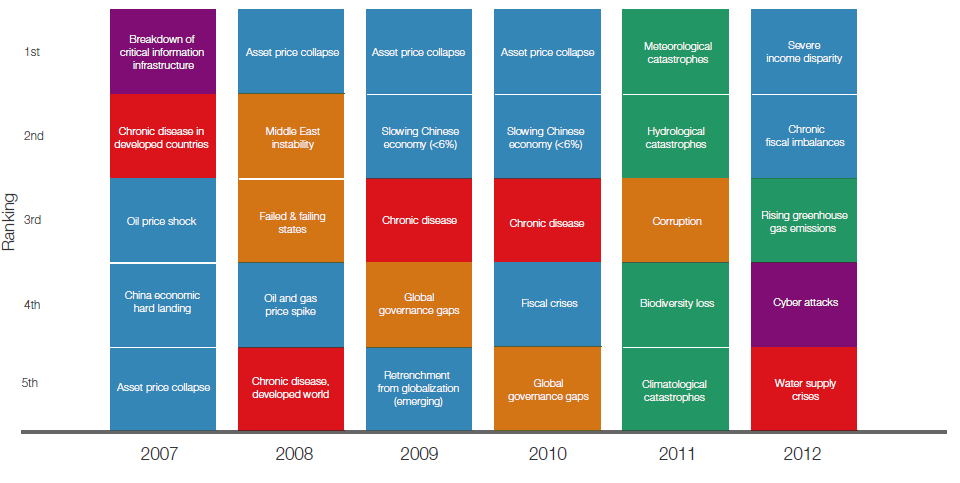 1st
Breakdown of
critical information
infrastructure
Asset price collapse
Asset price collapse
Asset price collapse
Meteorological
catastrophes
Severe
income disparity
2nd
Chronic disease in
developed countries
Middle East
instability
Slowing Chinese
economy (<6%)
Slowing Chinese
economy (<6%)
Hydrological
catastrophes
Chronic
fiscal imbalances
Ranking
3rd
Oil price shock
Failed & failing
states
Chronic disease
Chronic disease
Corruption
Rising greenhouse
gas emissions
4th
China economic
hard landing
Oil and gas
price spike
Global
governance gaps
Fiscal crises
Biodiversity loss
Cyber attacks
5th
Asset price collapse
Chronic disease,
developed world
Retrenchment
from globalization
(emerging)
Global
governance gaps
Climatological
catastrophes
Water supply
crises
2007
2008
2009
2010
2011
2012